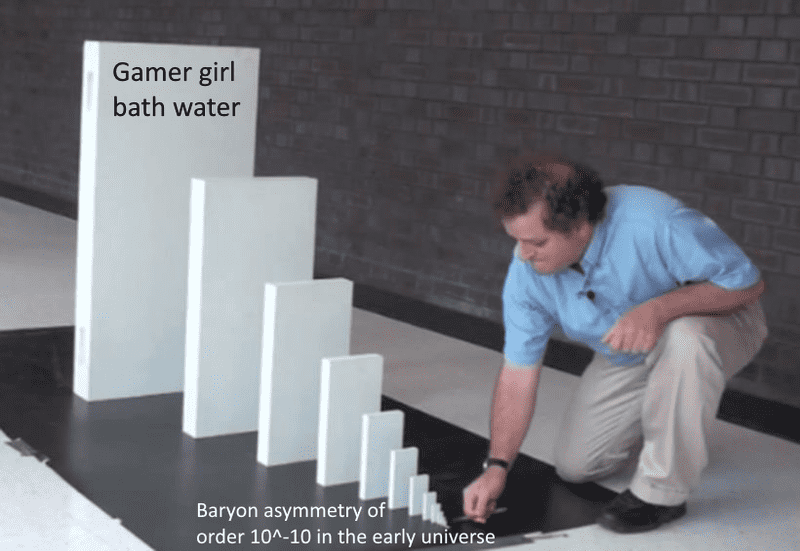 Gamer girl
bath water
Baryon asymmetry of
order 10^-10 in the early universe